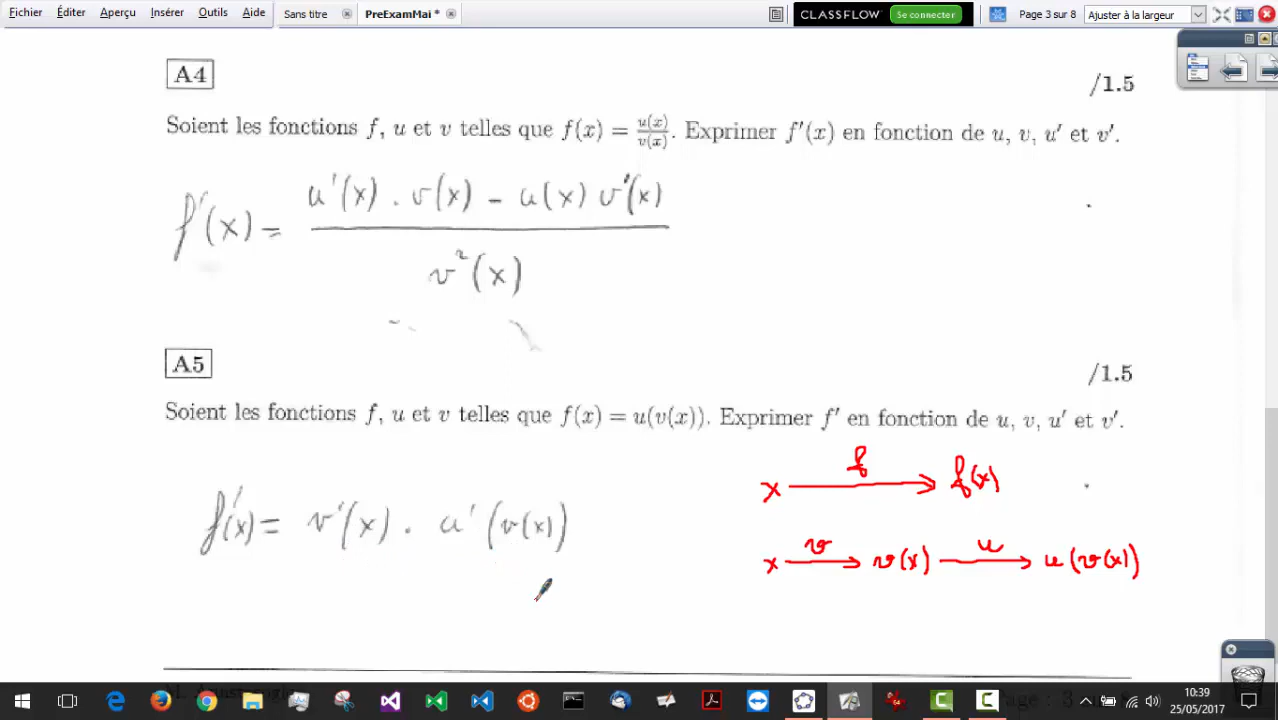 Fichier Éditer Aperçu Insérer Outils Aide Sans titre PreExamMai * CLASSFLOW Se connecter Page 3 sur 8 Ajuster à la largeur
A4
/1.5
Soient les fonctions f, u et v telles que f(x) = u(x)/v(x). Exprimer f'(x) en fonction de u, v, u' et v'.
f'(x) = (u'(x) . v(x) - u(x) v'(x)) / v²(x)
A5
/1.5
Soient les fonctions f, u et v telles que f(x) = u(v(x)). Exprimer f' en fonction de u, v, u' et v'.
x f→ f(x)
f'(x) = v'(x) . u'(v(x))
x v→ v(x) u→ u(v(x))
10:39
25/05/2017